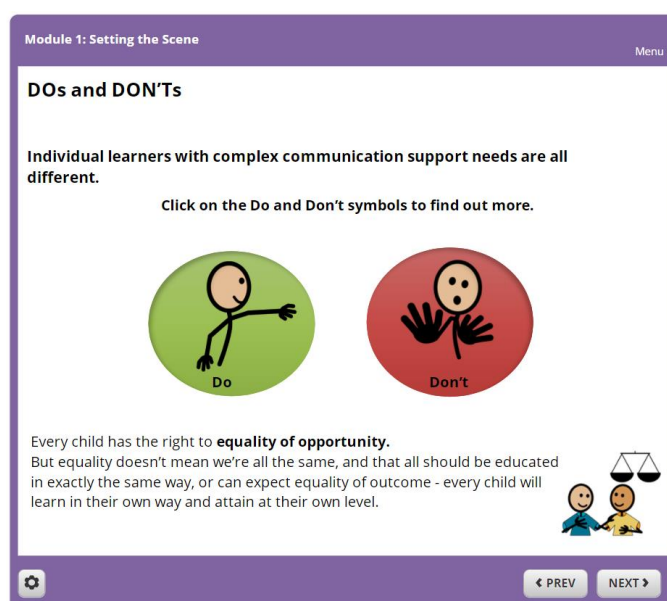 Module 1: Setting the Scene
Menu
DOs and DON'Ts
Individual learners with complex communication support needs are all
different.
Click on the Do and Don't symbols to find out more.
Do
Don't
Every child has the right to equality of opportunity.
But equality doesn't mean we're all the same, and that all should be educated
in exactly the same way, or can expect equality of outcome - every child will
learn in their own way and attain at their own level.
PREV
NEXT